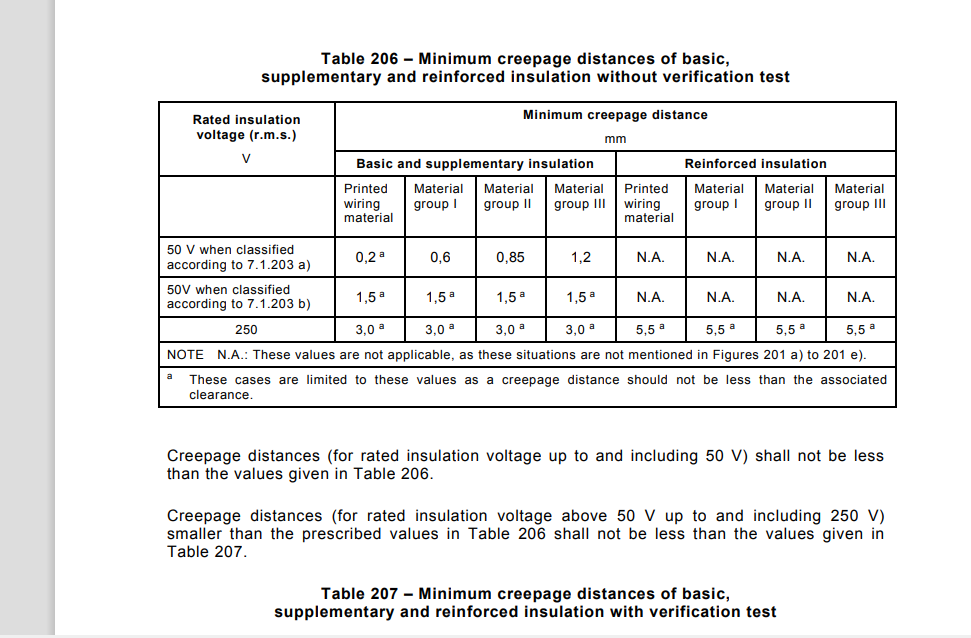 Table 206 – Minimum creepage distances of basic,
supplementary and reinforced insulation without verification test
Rated insulation
voltage (r.m.s.)
V
Minimum creepage distance
mm
Basic and supplementary insulation
Reinforced insulation
Printed wiring material
Material group I
Material group II
Material group III
Printed wiring material
Material group I
Material group II
Material group III
50 V when classified
according to 7.1.203 a)
0,2 a
0,6
0,85
1,2
N.A.
N.A.
N.A.
N.A.
50V when classified
according to 7.1.203 b)
1,5 a
1,5 a
1,5 a
1,5 a
N.A.
N.A.
N.A.
N.A.
250
3,0 a
3,0 a
3,0 a
3,0 a
5,5 a
5,5 a
5,5 a
5,5 a
NOTE N.A.: These values are not applicable, as these situations are not mentioned in Figures 201 a) to 201 e).
a These cases are limited to these values as a creepage distance should not be less than the associated
clearance.
Creepage distances (for rated insulation voltage up to and including 50 V) shall not be less
than the values given in Table 206.
Creepage distances (for rated insulation voltage above 50 V up to and including 250 V)
smaller than the prescribed values in Table 206 shall not be less than the values given in
Table 207.
Table 207 – Minimum creepage distances of basic,
supplementary and reinforced insulation with verification test